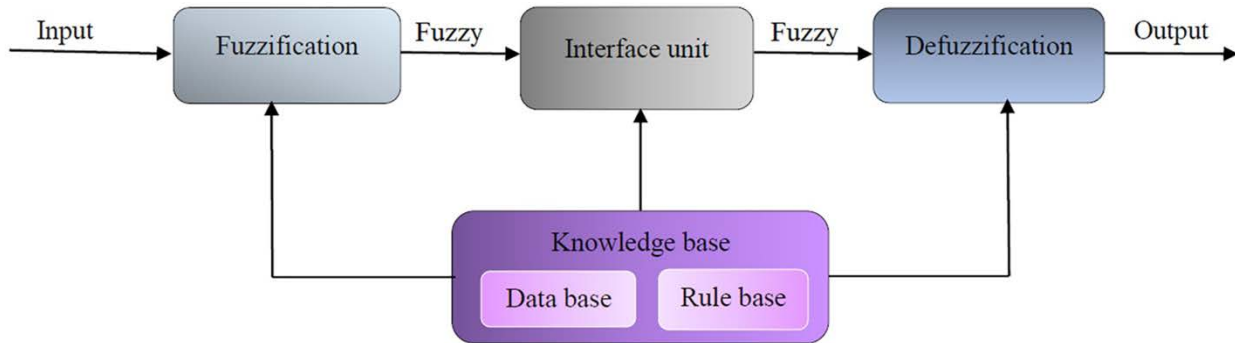 Input
Fuzzification
Fuzzy
Interface unit
Fuzzy
Defuzzification
Output
Knowledge base
Data base
Rule base